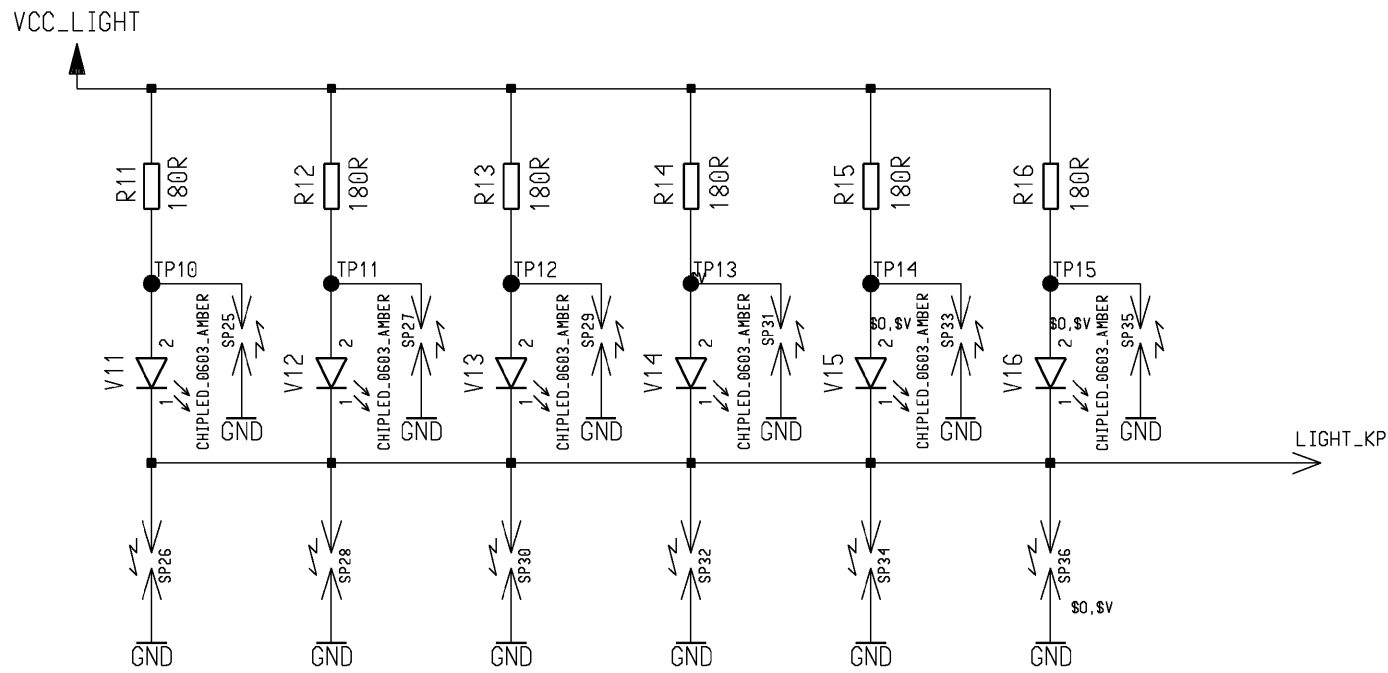 VCC_LIGHT
R11
180R
R12
180R
R13
180R
R14
180R
R15
180R
R16
180R
TP10
TP11
TP12
TP13
TP14
TP15
V11
2
1
CHIPLED_0603_AMBER
SP25
GND
V12
2
1
CHIPLED_0603_AMBER
SP27
GND
V13
2
1
CHIPLED_0603_AMBER
SP29
GND
V14
2
1
CHIPLED_0603_AMBER
SP31
GND
V15
$0,$V
2
1
CHIPLED_0603_AMBER
SP33
GND
V16
$0,$V
2
1
CHIPLED_0603_AMBER
SP35
GND
LIGHT_KP
SP26
SP28
SP30
SP32
SP34
SP36
$0,$V
GND
GND
GND
GND
GND
GND